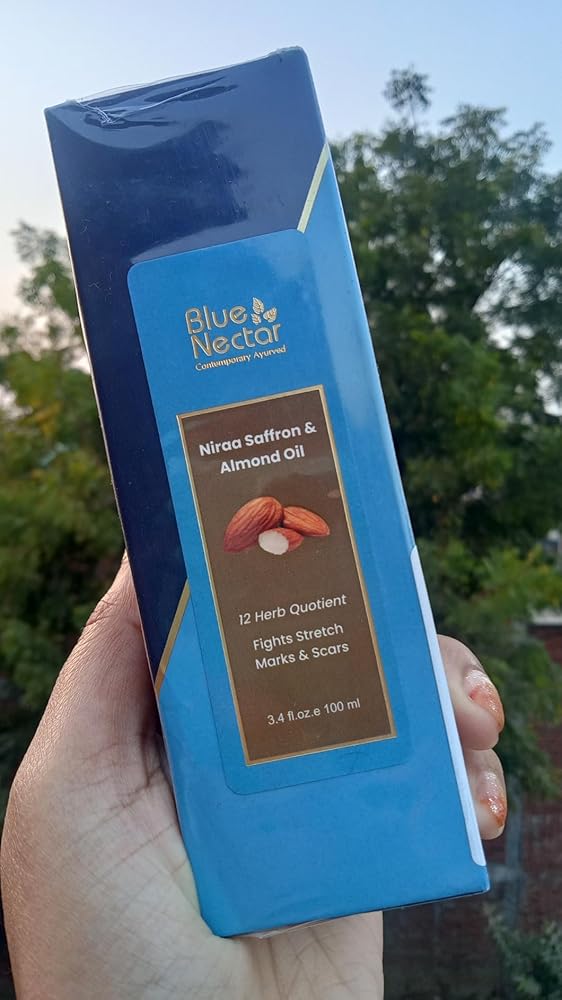 Blue
Nectar
Contemporary Ayurved
Niraa Saffron &
Almond Oil
12 Herb Quotient
Fights Stretch
Marks & Scars
3.4 fl.oz.e 100 ml